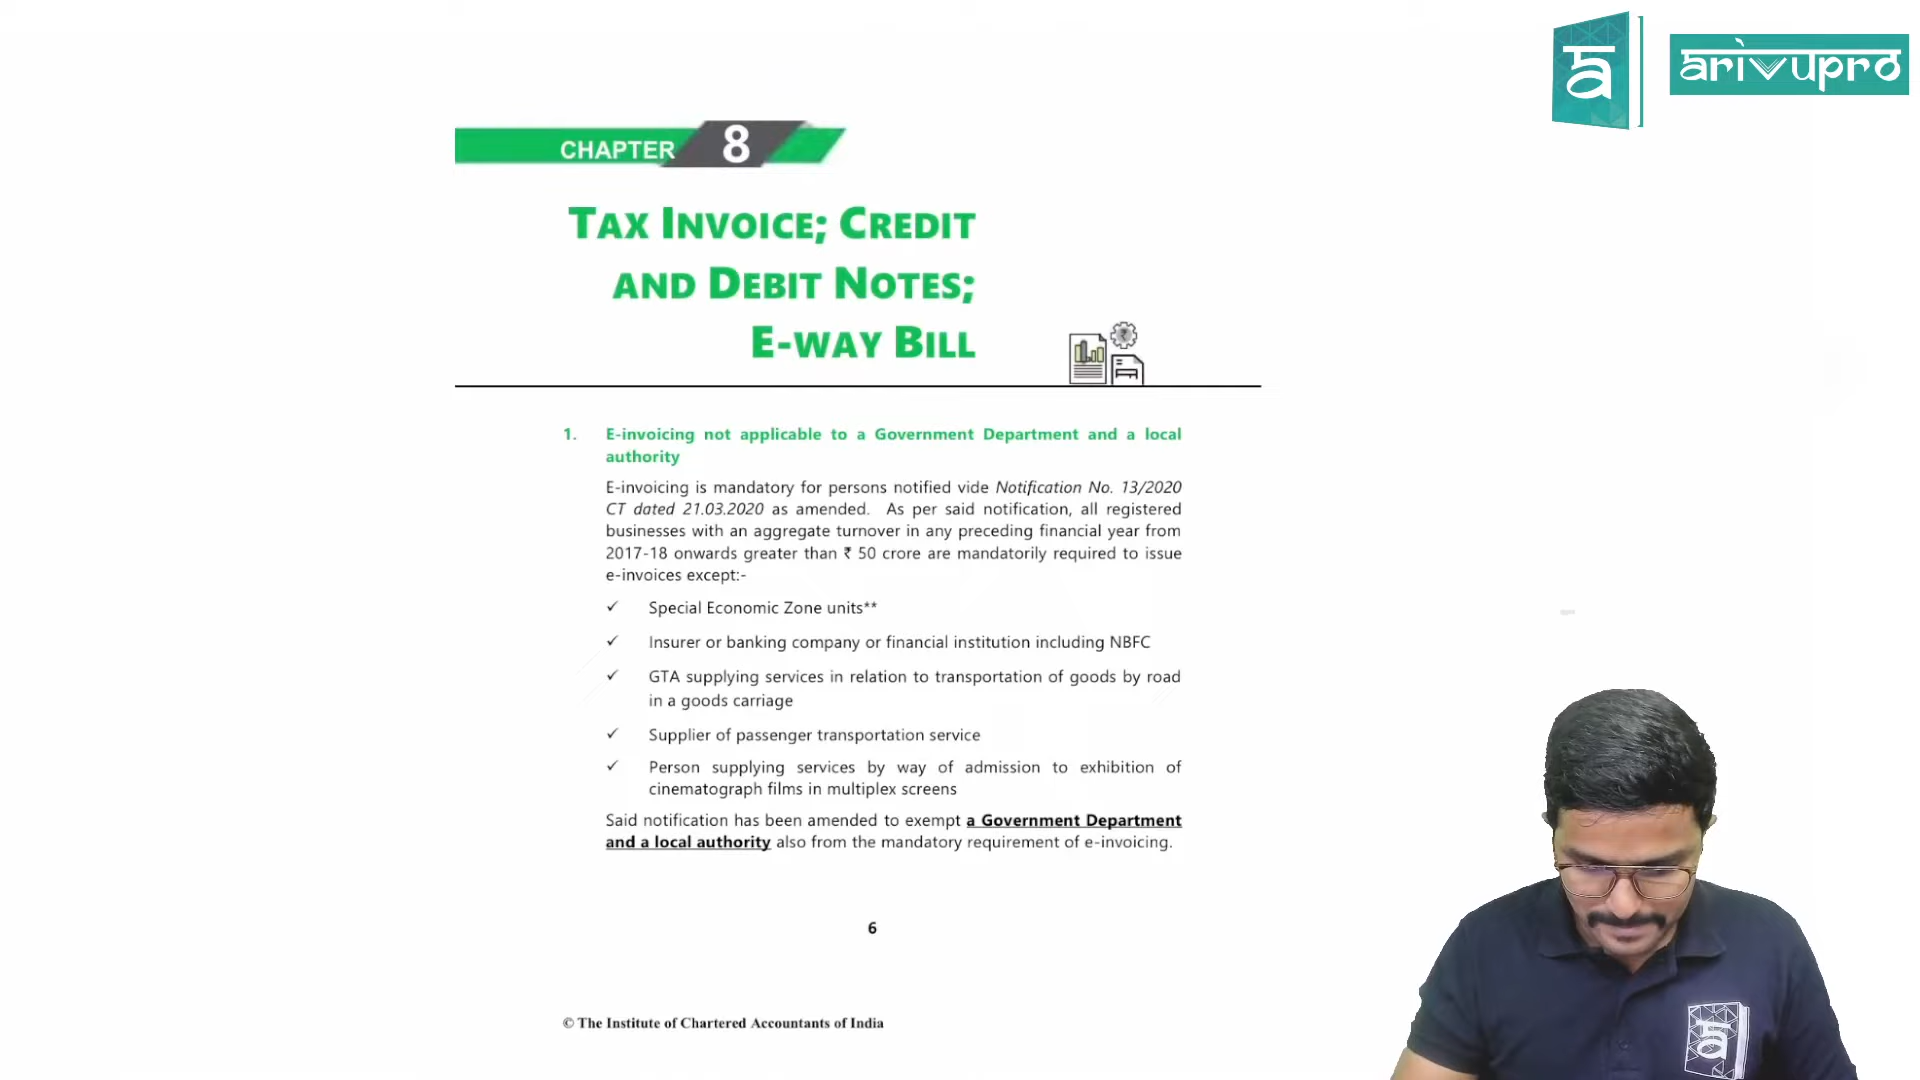 arivupro
CHAPTER 8
TAX INVOICE; CREDIT
AND DEBIT NOTES;
E-WAY BILL
1. E-invoicing not applicable to a Government Department and a local
authority
E-invoicing is mandatory for persons notified vide Notification No. 13/2020
CT dated 21.03.2020 as amended. As per said notification, all registered
businesses with an aggregate turnover in any preceding financial year from
2017-18 onwards greater than ₹ 50 crore are mandatorily required to issue
e-invoices except:-
✓ Special Economic Zone units**
✓ Insurer or banking company or financial institution including NBFC
✓ GTA supplying services in relation to transportation of goods by road
in a goods carriage
✓ Supplier of passenger transportation service
✓ Person supplying services by way of admission to exhibition of
cinematograph films in multiplex screens
Said notification has been amended to exempt a Government Department
and a local authority also from the mandatory requirement of e-invoicing.
6
© The Institute of Chartered Accountants of India